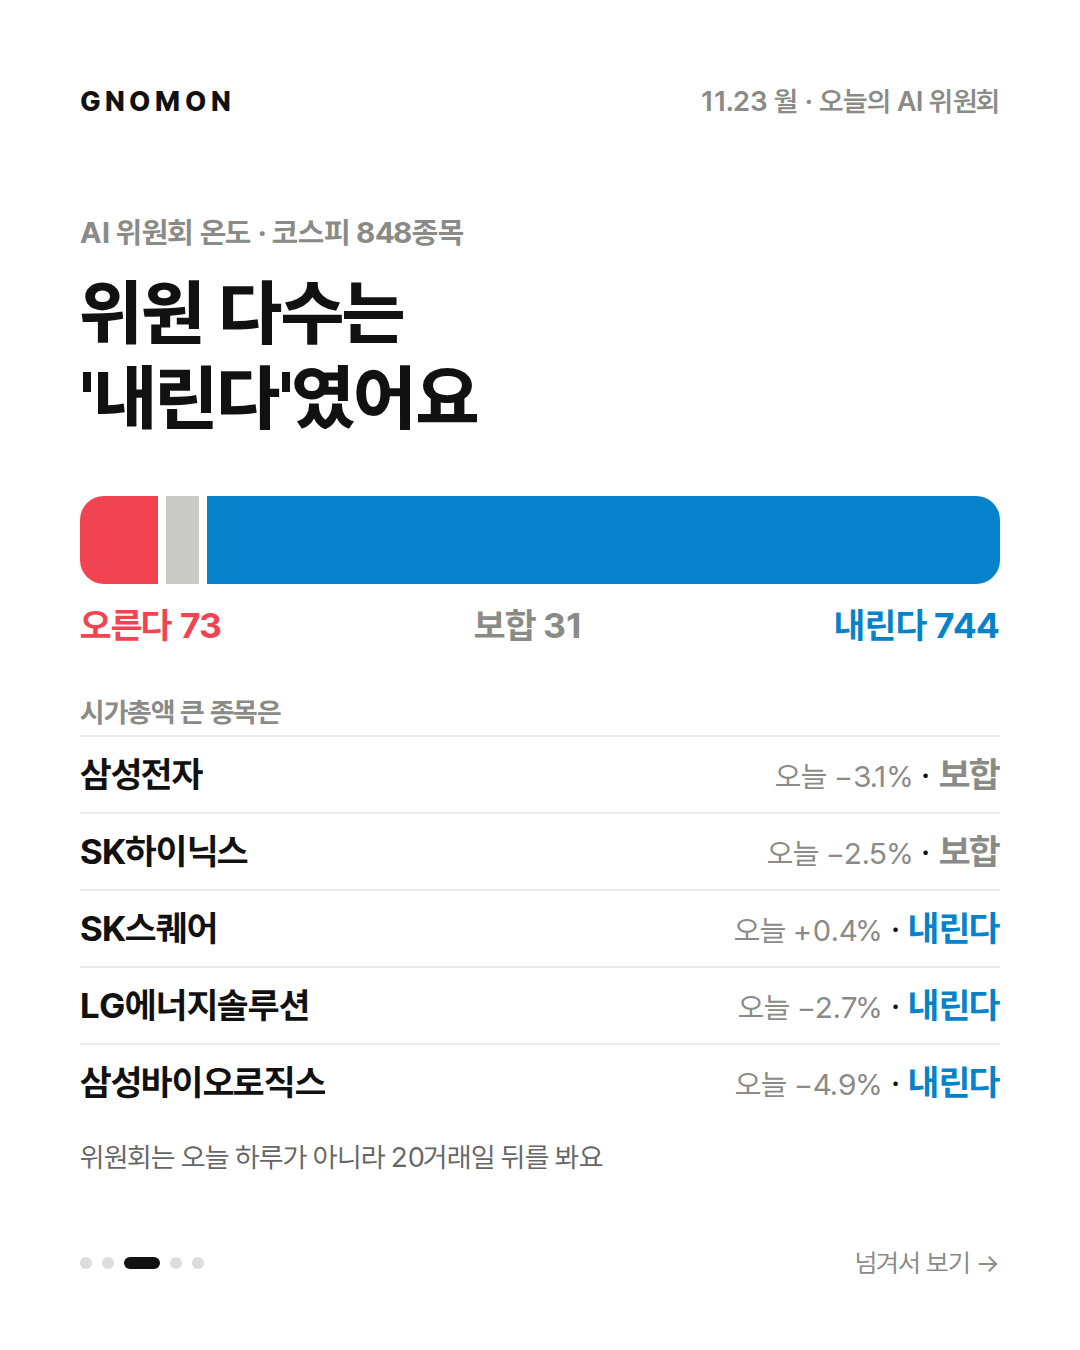 GNOMON
11.23 월 · 오늘의 AI 위원회
AI 위원회 온도 · 코스피 848종목
위원 다수는
'내린다'였어요
오른다 73
보합 31
내린다 744
시가총액 큰 종목은
삼성전자
오늘 −3.1% · 보합
SK하이닉스
오늘 −2.5% · 보합
SK스퀘어
오늘 +0.4% · 내린다
LG에너지솔루션
오늘 −2.7% · 내린다
삼성바이오로직스
오늘 −4.9% · 내린다
위원회는 오늘 하루가 아니라 20거래일 뒤를 봐요
넘겨서 보기 →